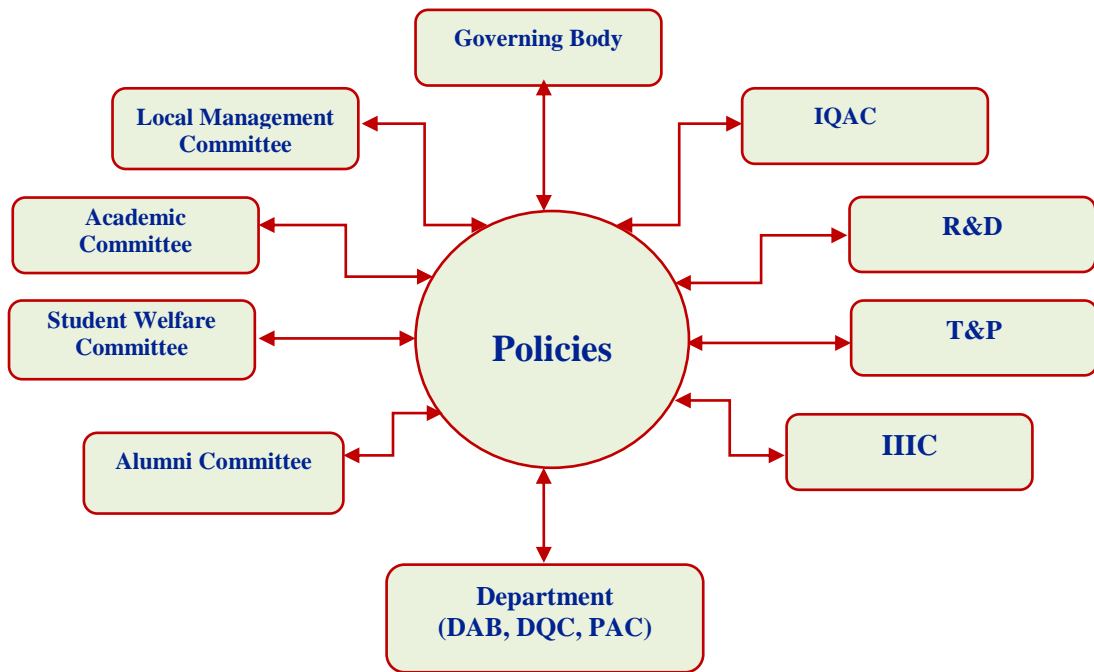 Governing Body
Local Management
Committee
IQAC
Academic
Committee
R&D
Student Welfare
Committee
T&P
Policies
Alumni Committee
IIIC
Department
(DAB, DQC, PAC)